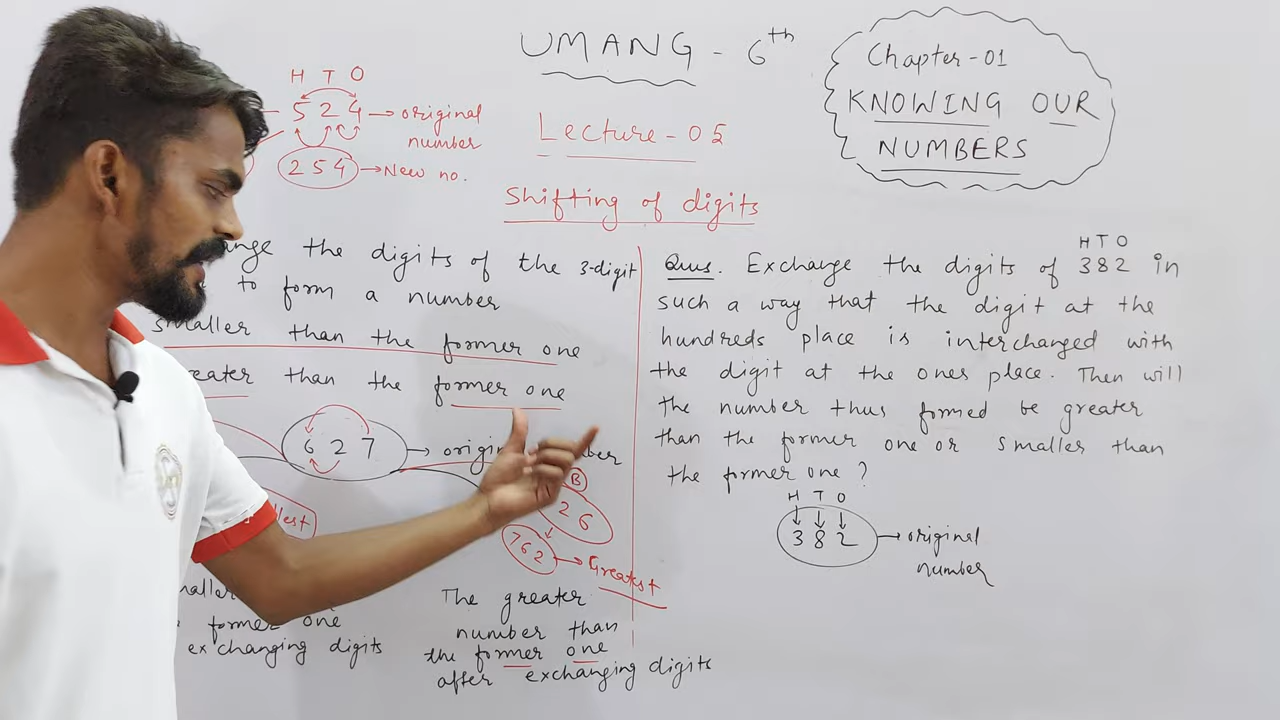 UMANG - 6th
Chapter-01
KNOWING OUR
NUMBERS
Lecture-05
Shifting of digits
H T O
5 2 4 → original
number
2 5 4 → New no.
the digits of the 3-digit
to form a number
smaller than the former one
than the former one
6 2 7 →
B
2 6
7 6 2 → Greatest
former one
exchanging digits
The greater
number than
the former one
after exchanging digits
H T O
Ques. Exchange the digits of 382 in
such a way that the digit at the
hundreds place is interchanged with
the digit at the ones place. Then will
the number thus formed be greater
than the former one or smaller than
the former one ?
H T O
3 8 2 → original
number